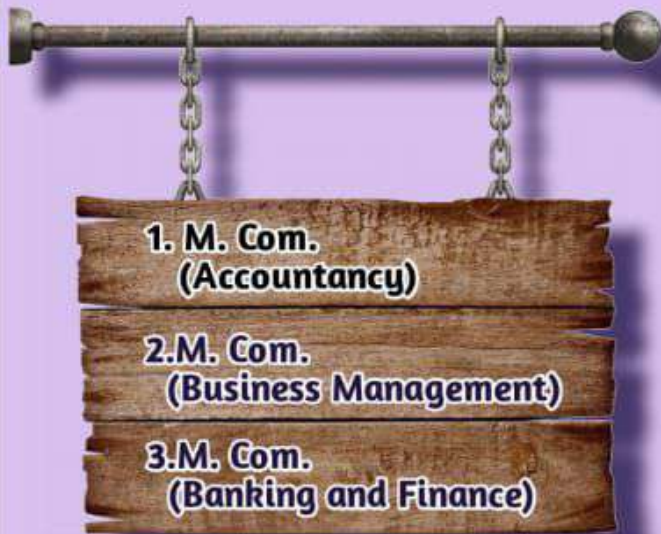 1. M. Com.
(Accountancy)
2.M. Com.
(Business Management)
3.M. Com.
(Banking and Finance)